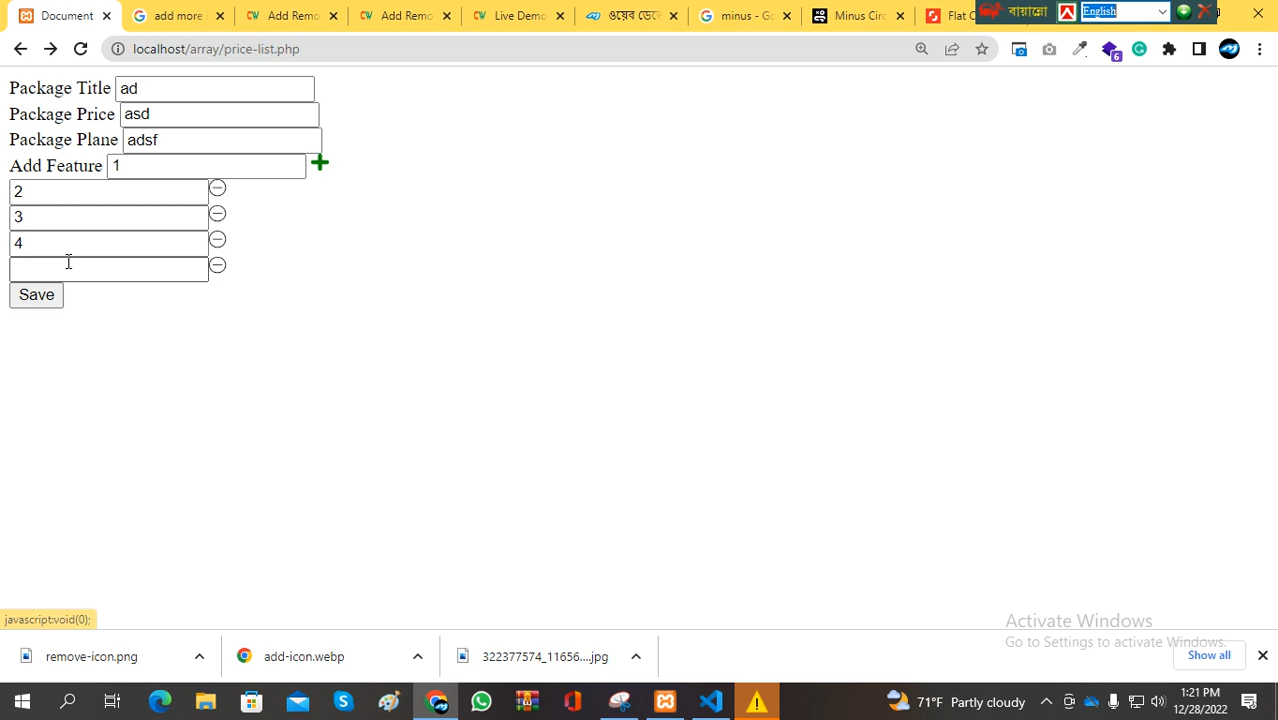 Document
add more
Add Remo
Add Remo
Live Demo
ওয়েব ডেভে
minus - Go
Minus Circ
Flat C
বায়ান্নো
English
localhost/array/price-list.php
6
Package Title ad
Package Price asd
Package Plane adsf
Add Feature 1
2
3
4
Save
javascript:void(0);
Activate Windows
Go to Settings to activate Windows.
remove-icon.png
add-icon.webp
322377574_11656....jpg
Show all
71°F Partly cloudy
1:21 PM
12/28/2022